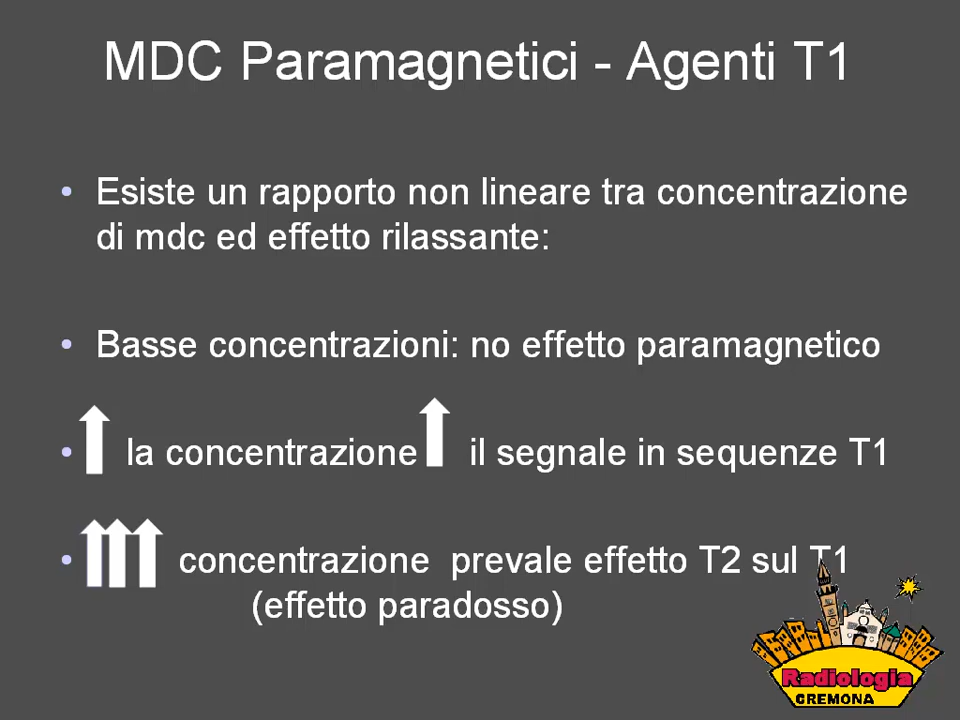 MDC Paramagnetici - Agenti T1
• Esiste un rapporto non lineare tra concentrazione
di mdc ed effetto rilassante:
• Basse concentrazioni: no effetto paramagnetico
• la concentrazione il segnale in sequenze T1
• concentrazione prevale effetto T2 sul T1
(effetto paradosso)
Radiologia
CREMONA